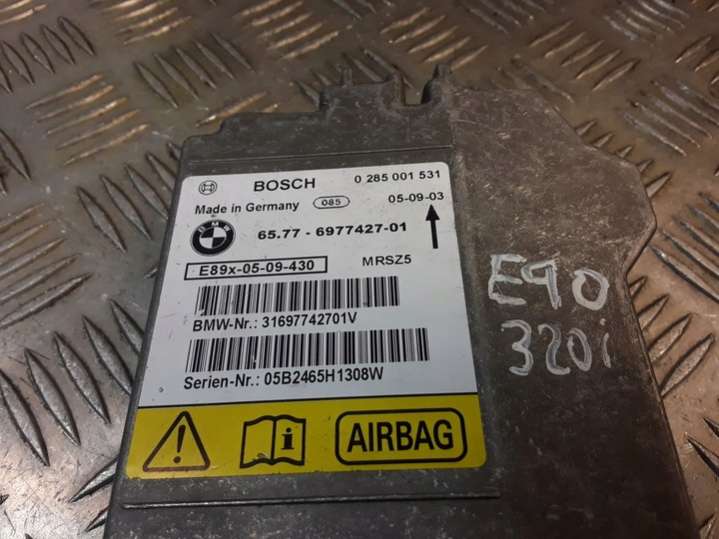 BOSCH 0 285 001 531
Made in Germany 085 05-09-03
BMW 65.77 - 6977427-01
E89x-05-09-430 MRSZ5
BMW-Nr.: 31697742701V
Serien-Nr.: 05B2465H1308W
AIRBAG
E90
320i